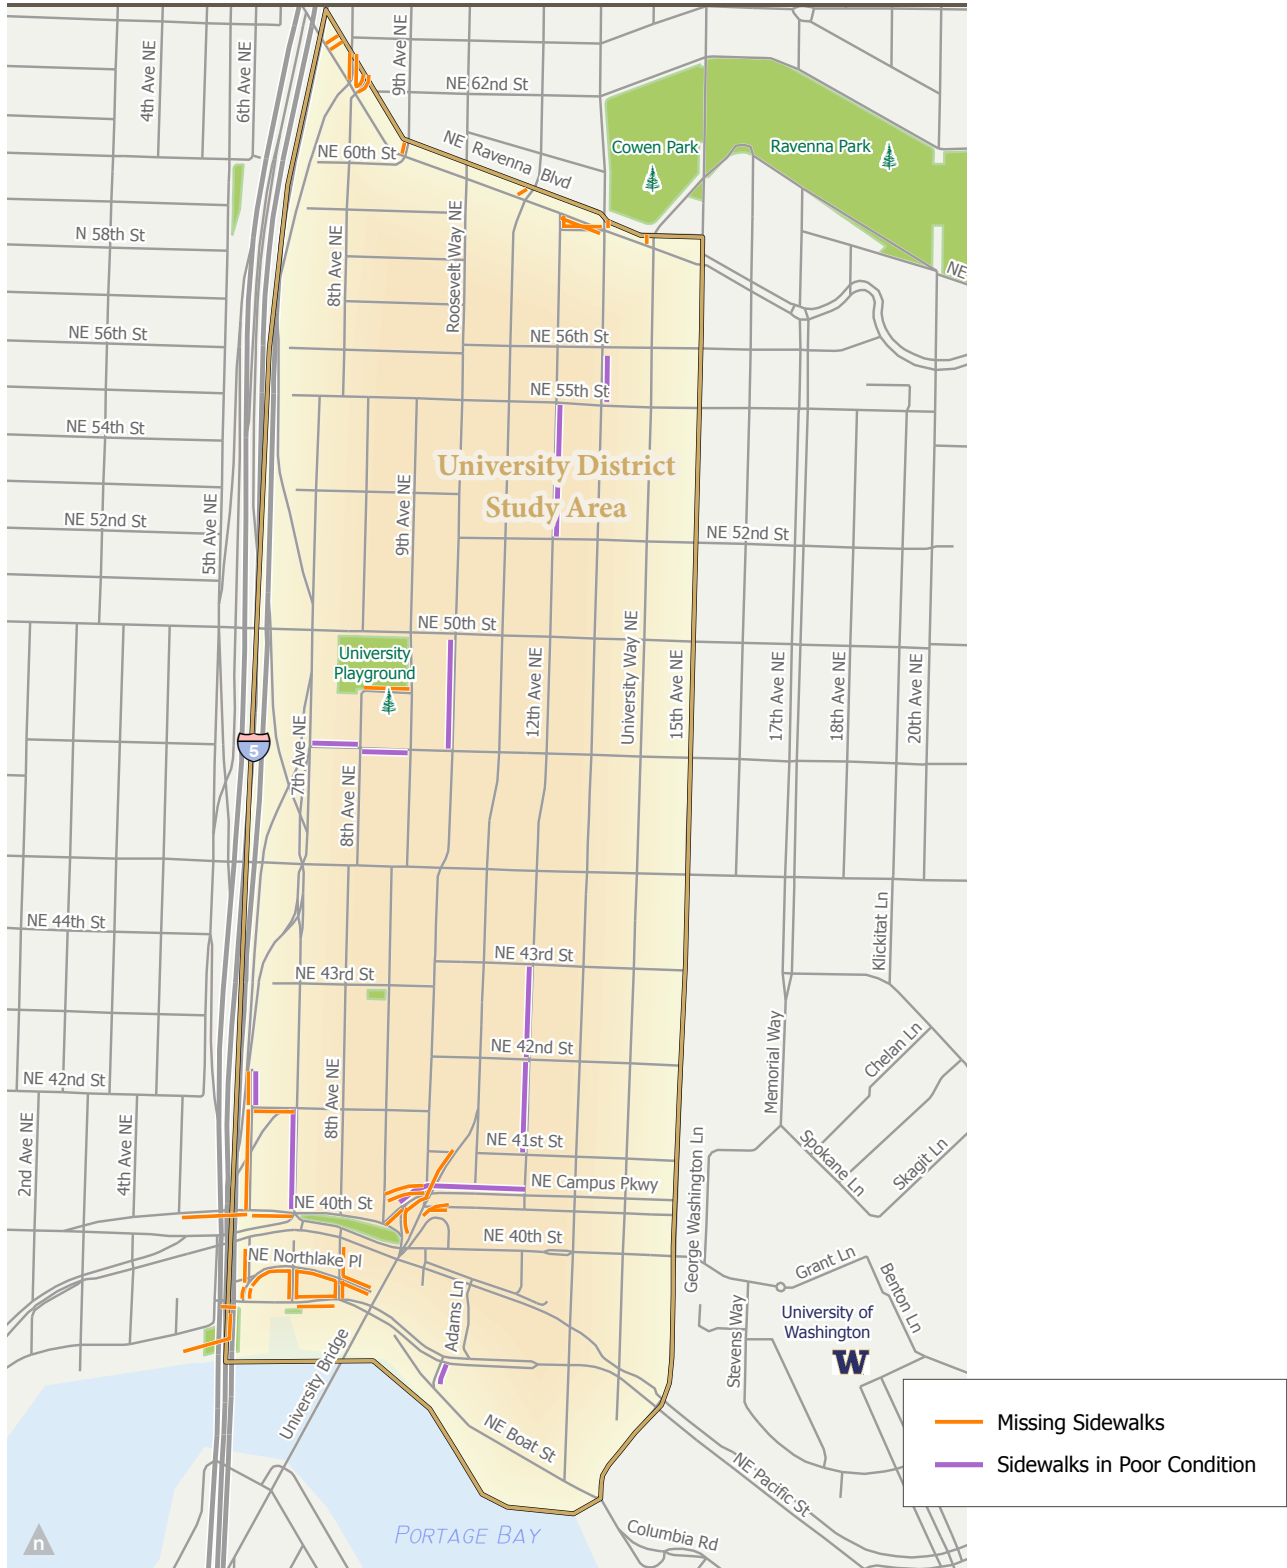 4th Ave NE
6th Ave NE
9th Ave NE
NE 62nd St
NE 60th St
NE Ravenna Blvd
Cowen Park
Ravenna Park
N 58th St
8th Ave NE
Roosevelt Way NE
NE
NE 56th St
NE 56th St
NE 55th St
NE 54th St
University District
Study Area
9th Ave NE
5th Ave NE
NE 52nd St
NE 52nd St
NE 50th St
University
Playground
12th Ave NE
University Way NE
15th Ave NE
17th Ave NE
18th Ave NE
20th Ave NE
5
7th Ave NE
8th Ave NE
NE 44th St
NE 43rd St
NE 43rd St
Klickitat Ln
NE 42nd St
NE 42nd St
Memorial Way
Chelan Ln
2nd Ave NE
4th Ave NE
8th Ave NE
NE 41st St
NE Campus Pkwy
George Washington Ln
Spokane Ln
Skagit Ln
NE 40th St
NE 40th St
NE Northlake Pl
Grant Ln
Benton Ln
Adams Ln
Stevens Way
University of
Washington
W
University Bridge
NE Boat St
NE Pacific St
Columbia Rd
PORTAGE BAY
n
Missing Sidewalks
Sidewalks in Poor Condition